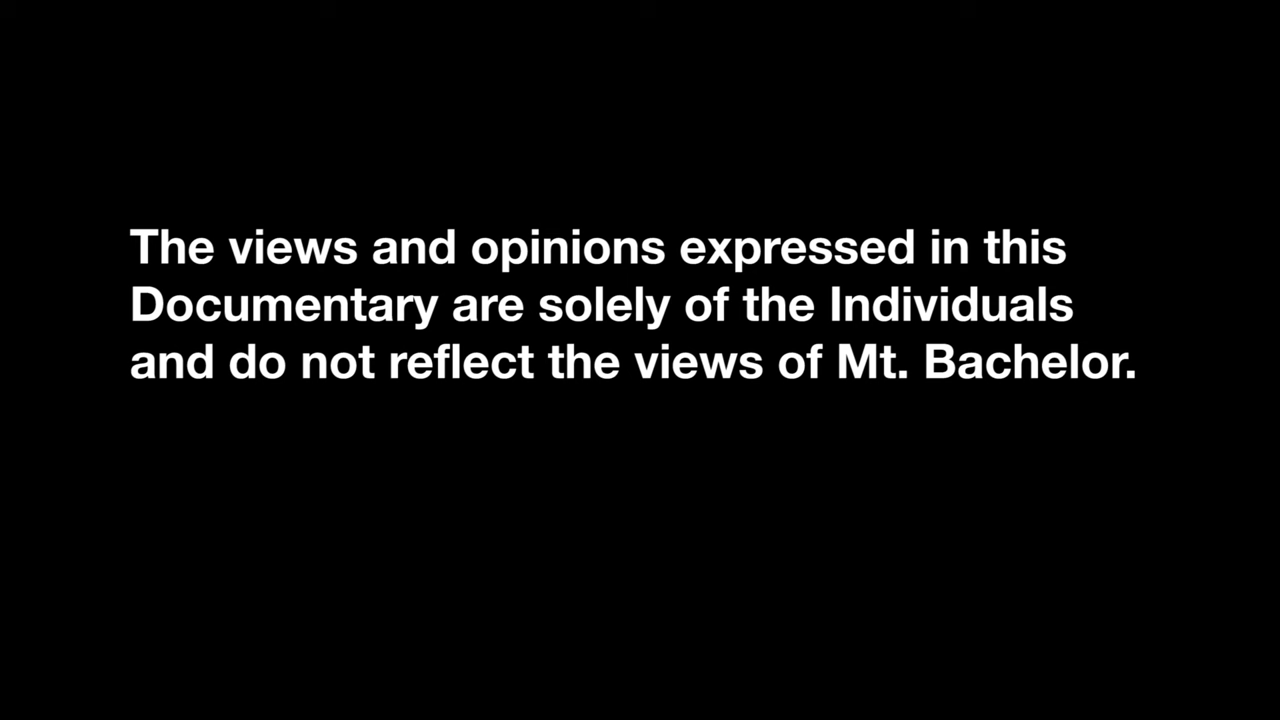 The views and opinions expressed in this
Documentary are solely of the Individuals
and do not reflect the views of Mt. Bachelor.